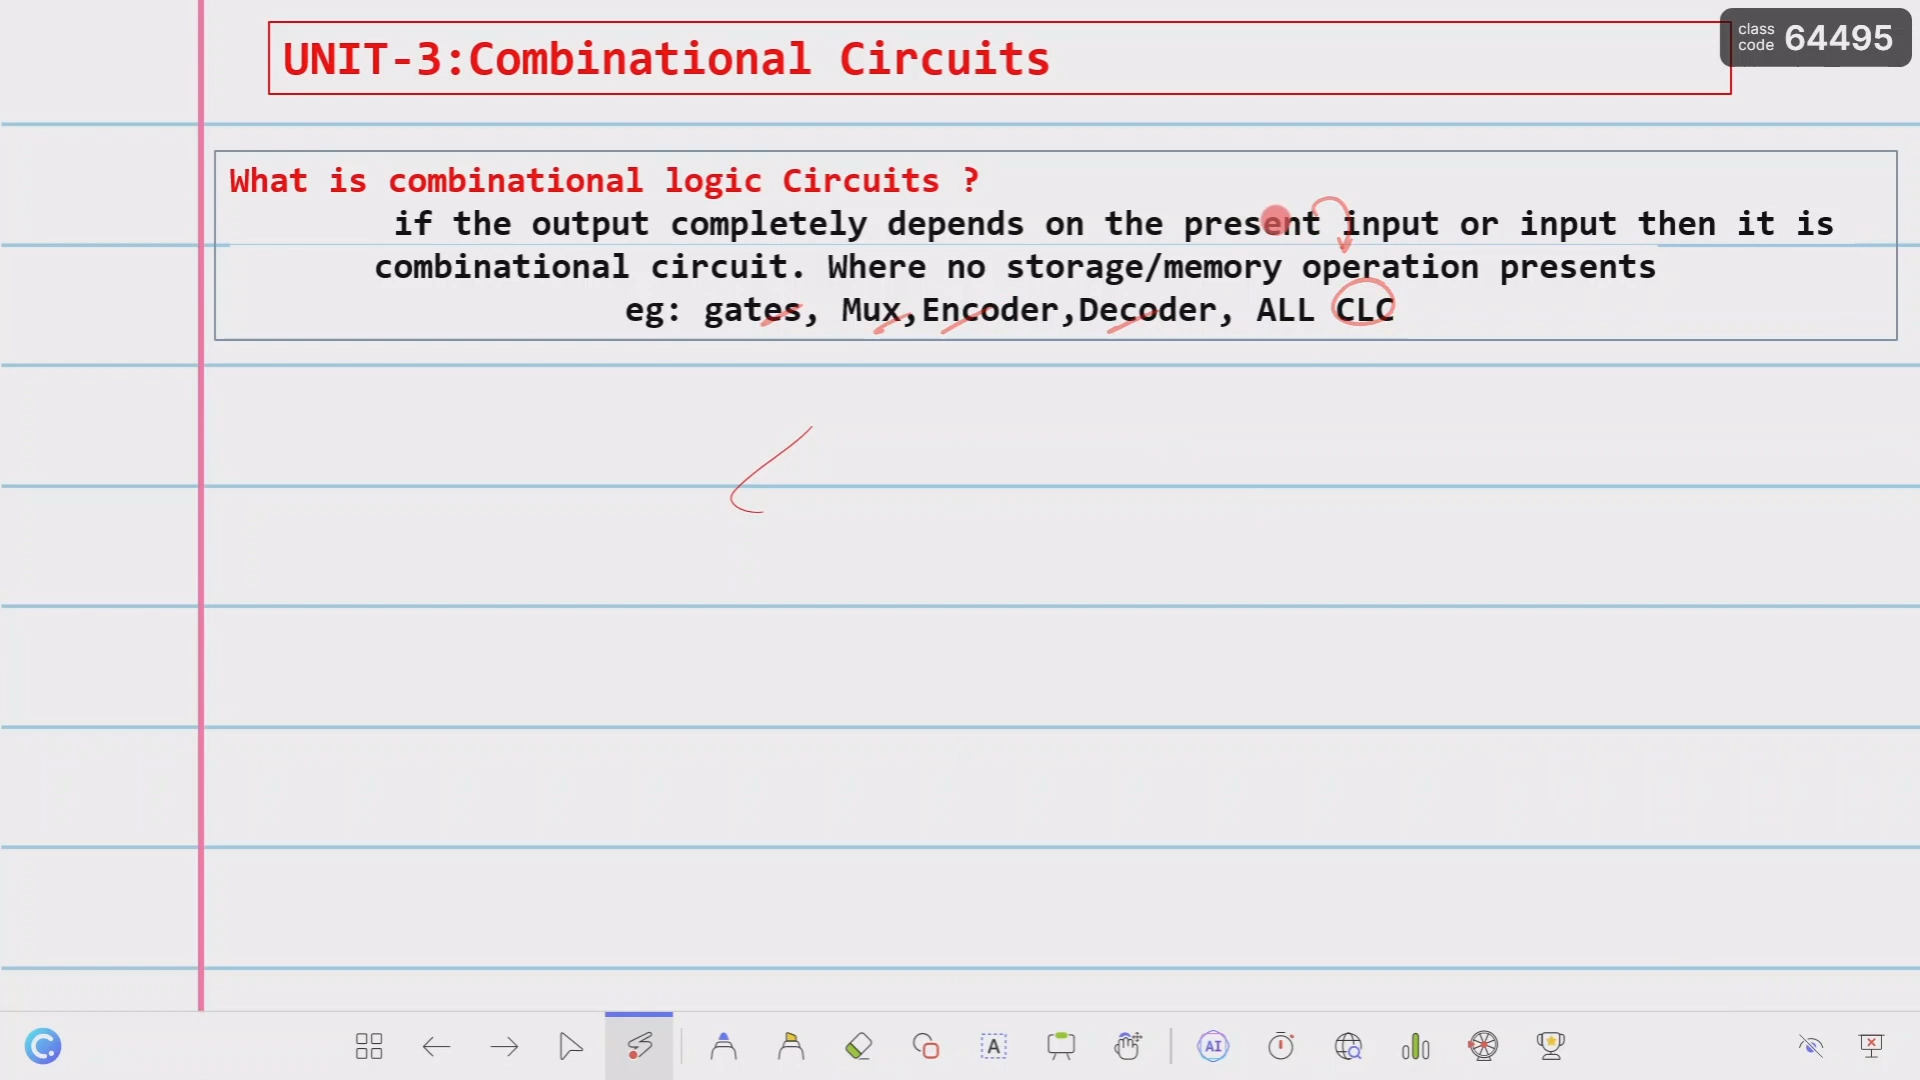 UNIT-3:Combinational Circuits
class code 64495
What is combinational logic Circuits ?
if the output completely depends on the present input or input then it is
combinational circuit. Where no storage/memory operation presents
eg: gates, Mux,Encoder,Decoder, ALL CLC
A
AI